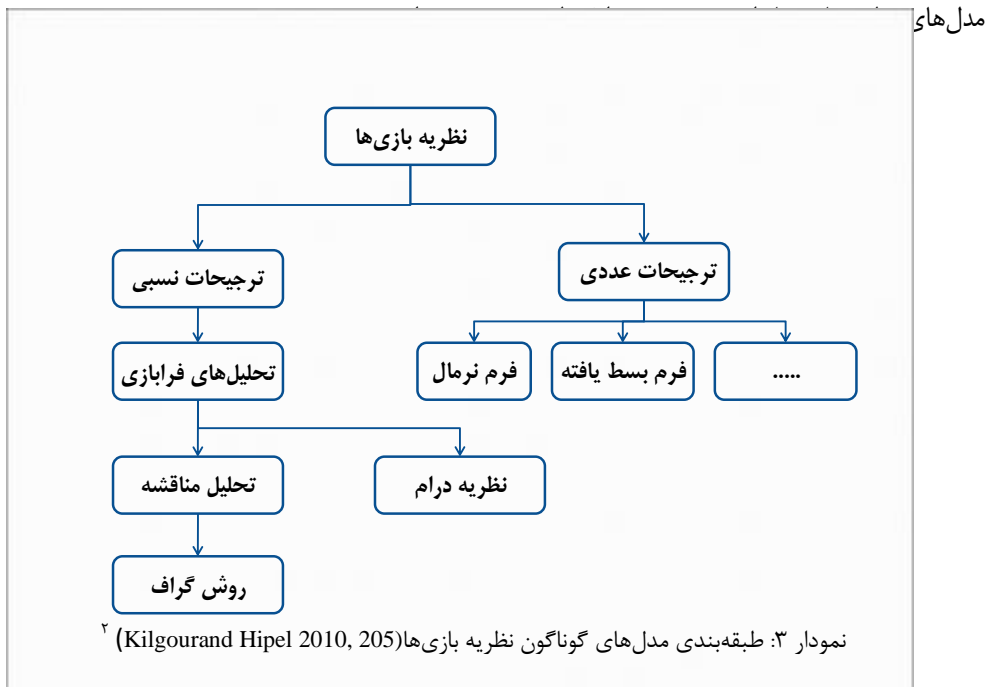 مدل‌های
نظریه بازی‌ها
ترجیحات نسبی
ترجیحات عددی
تحلیل‌های فرابازی
فرم نرمال
فرم بسط یافته
.....
تحلیل مناقشه
نظریه درام
روش گراف
نمودار ۳: طبقه‌بندی مدل‌های گوناگون نظریه بازی‌ها(Kilgourand Hipel 2010, 205) ۲